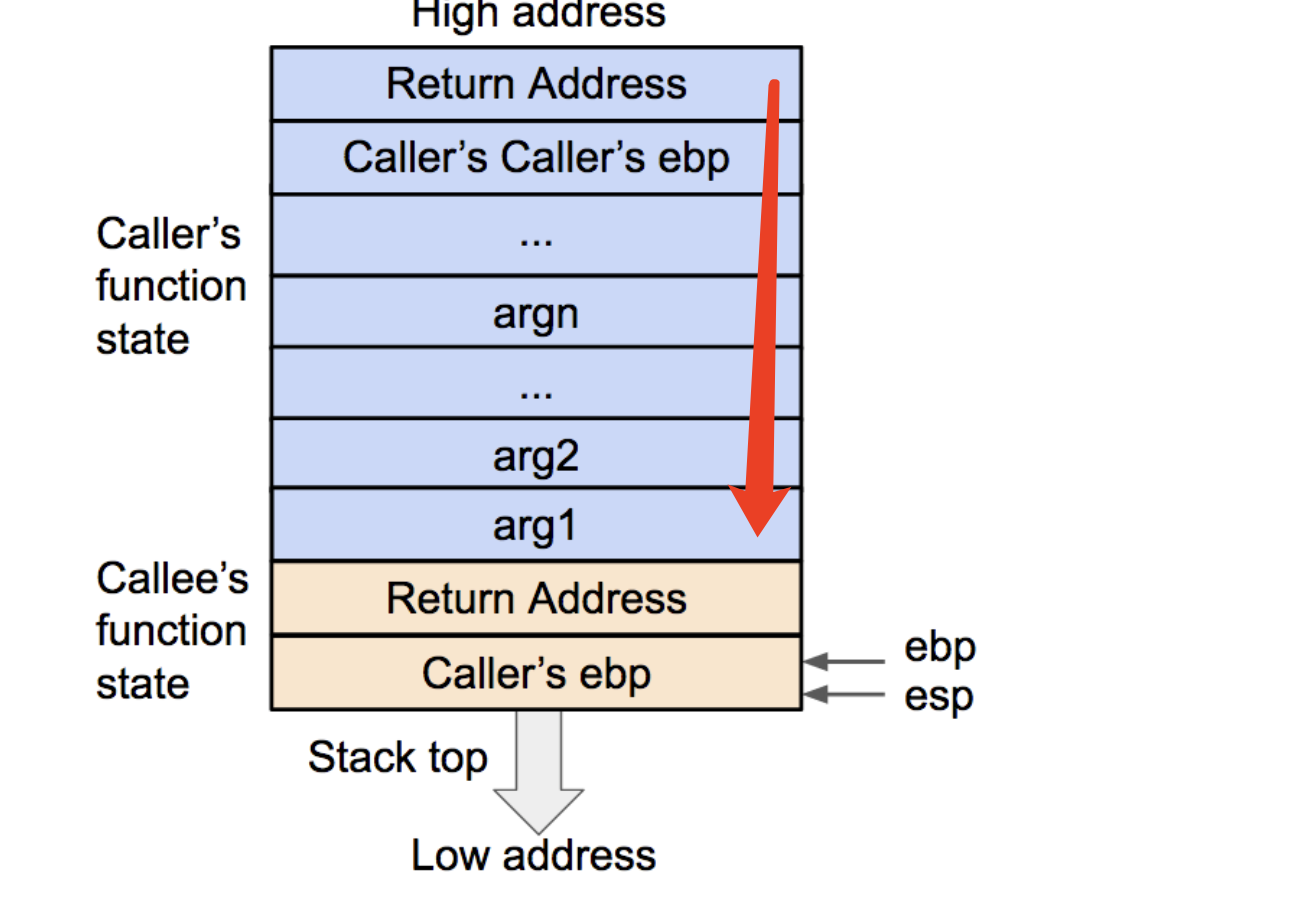 High address
Return Address
Caller's Caller's ebp
...
Caller's
function
state
argn
...
arg2
arg1
Callee's
function
state
Return Address
Caller's ebp
ebp
esp
Stack top
Low address